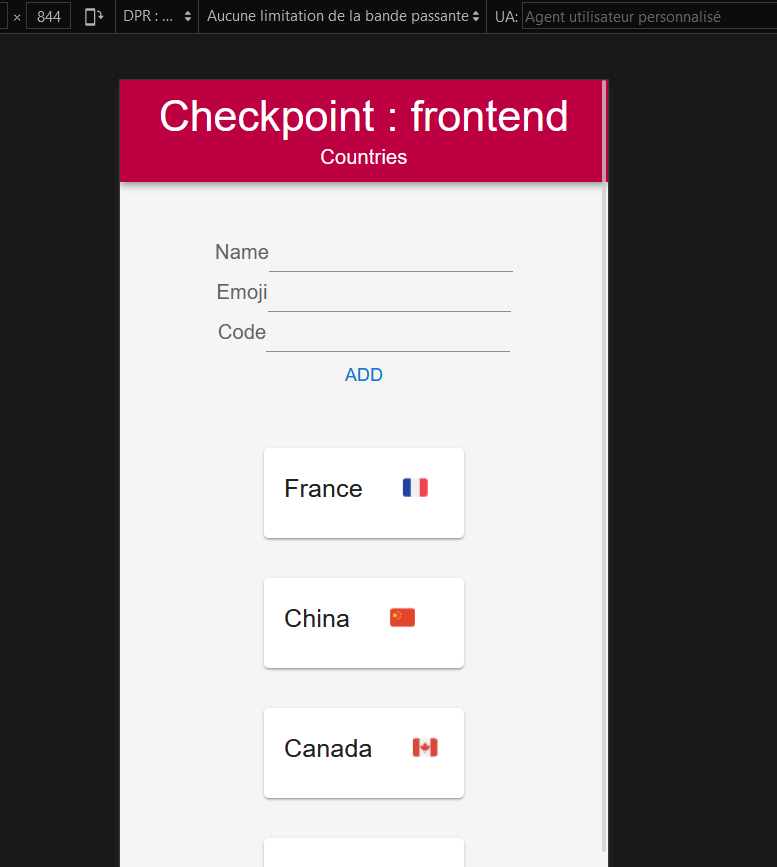 × 844 DPR : ... Aucune limitation de la bande passante UA: Agent utilisateur personnalisé
Checkpoint : frontend
Countries
Name
Emoji
Code
ADD
France
China
Canada